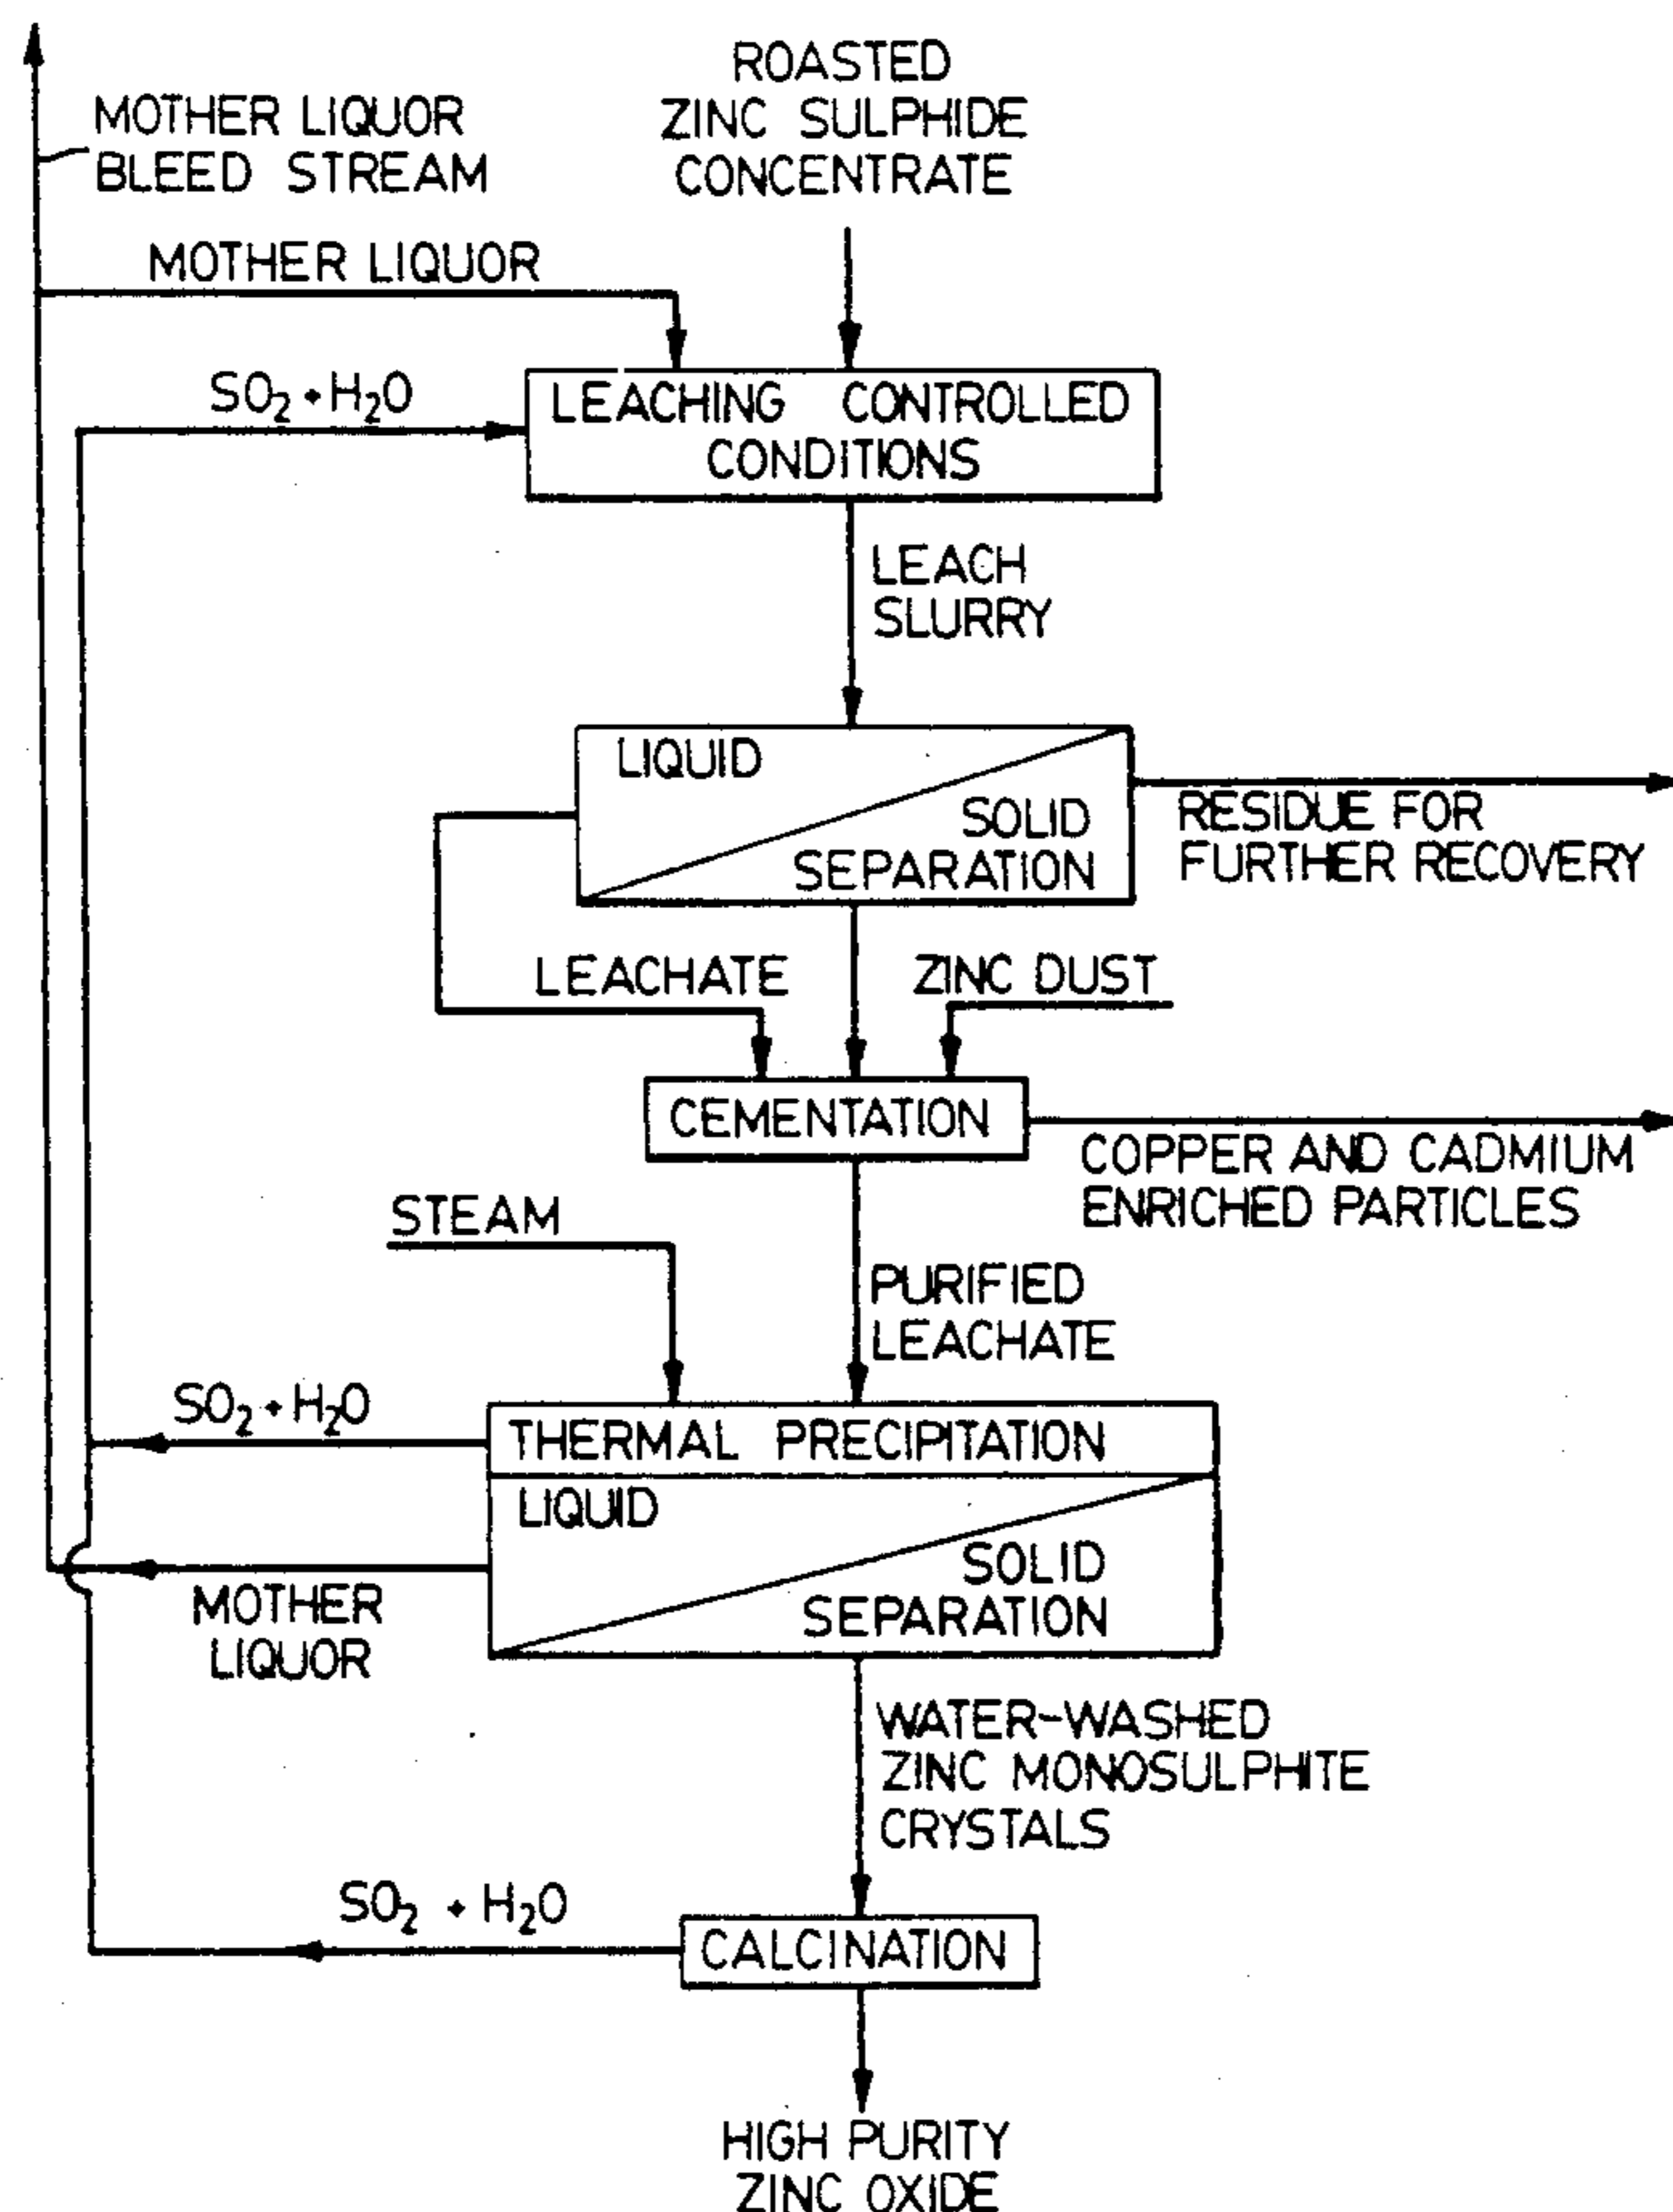 ROASTED
ZINC SULPHIDE
CONCENTRATE
MOTHER LIQUOR
BLEED STREAM
MOTHER LIQUOR
SO₂ + H₂O
LEACHING CONTROLLED
CONDITIONS
LEACH
SLURRY
LIQUID
SOLID
SEPARATION
RESIDUE FOR
FURTHER RECOVERY
LEACHATE
ZINC DUST
CEMENTATION
COPPER AND CADMIUM
ENRICHED PARTICLES
STEAM
PURIFIED
LEACHATE
SO₂ + H₂O
THERMAL PRECIPITATION
LIQUID
SOLID
SEPARATION
MOTHER
LIQUOR
WATER-WASHED
ZINC MONOSULPHITE
CRYSTALS
SO₂ + H₂O
CALCINATION
HIGH PURITY
ZINC OXIDE